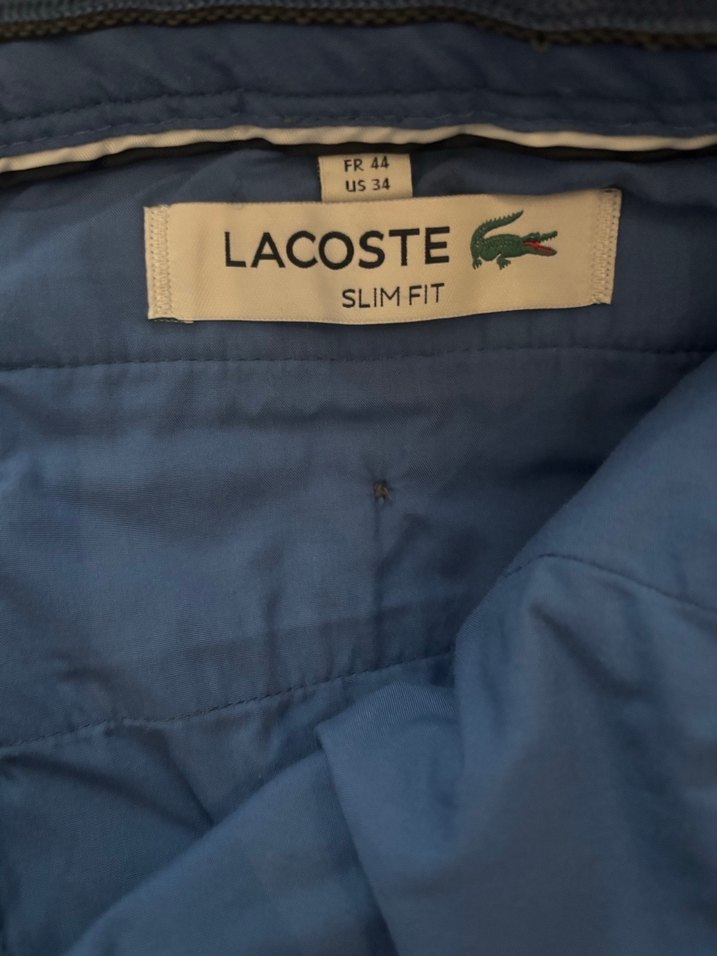 FR 44
US 34
LACOSTE
SLIM FIT